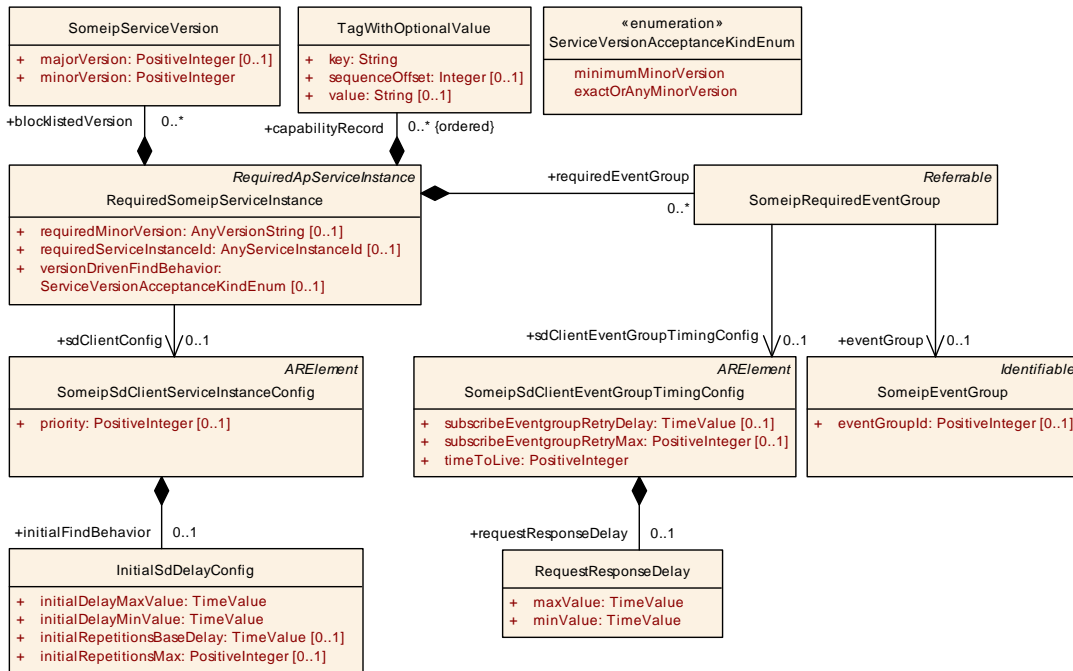 SomeipServiceVersion
+ majorVersion: PositiveInteger [0..1]
+ minorVersion: PositiveInteger
TagWithOptionalValue
+ key: String
+ sequenceOffset: Integer [0..1]
+ value: String [0..1]
«enumeration»
ServiceVersionAcceptanceKindEnum
minimumMinorVersion
exactOrAnyMinorVersion
+blocklistedVersion 0..*
+capabilityRecord 0..* {ordered}
RequiredApServiceInstance
RequiredSomeipServiceInstance
+ requiredMinorVersion: AnyVersionString [0..1]
+ requiredServiceInstanceId: AnyServiceInstanceId [0..1]
+ versionDrivenFindBehavior:
ServiceVersionAcceptanceKindEnum [0..1]
+requiredEventGroup
0..*
Referrable
SomeipRequiredEventGroup
+sdClientConfig 0..1
+sdClientEventGroupTimingConfig 0..1
+eventGroup 0..1
ARElement
SomeipSdClientServiceInstanceConfig
+ priority: PositiveInteger [0..1]
ARElement
SomeipSdClientEventGroupTimingConfig
+ subscribeEventgroupRetryDelay: TimeValue [0..1]
+ subscribeEventgroupRetryMax: PositiveInteger [0..1]
+ timeToLive: PositiveInteger
Identifiable
SomeipEventGroup
+ eventGroupId: PositiveInteger [0..1]
+initialFindBehavior 0..1
+requestResponseDelay 0..1
InitialSdDelayConfig
+ initialDelayMaxValue: TimeValue
+ initialDelayMinValue: TimeValue
+ initialRepetitionsBaseDelay: TimeValue [0..1]
+ initialRepetitionsMax: PositiveInteger [0..1]
RequestResponseDelay
+ maxValue: TimeValue
+ minValue: TimeValue